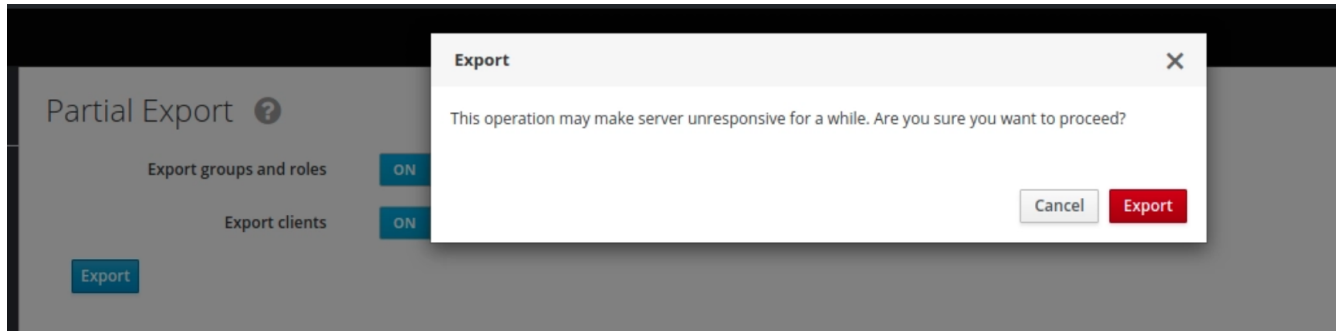 Export
Partial Export
This operation may make server unresponsive for a while. Are you sure you want to proceed?
Export groups and roles ON
Cancel Export
Export clients ON
Export